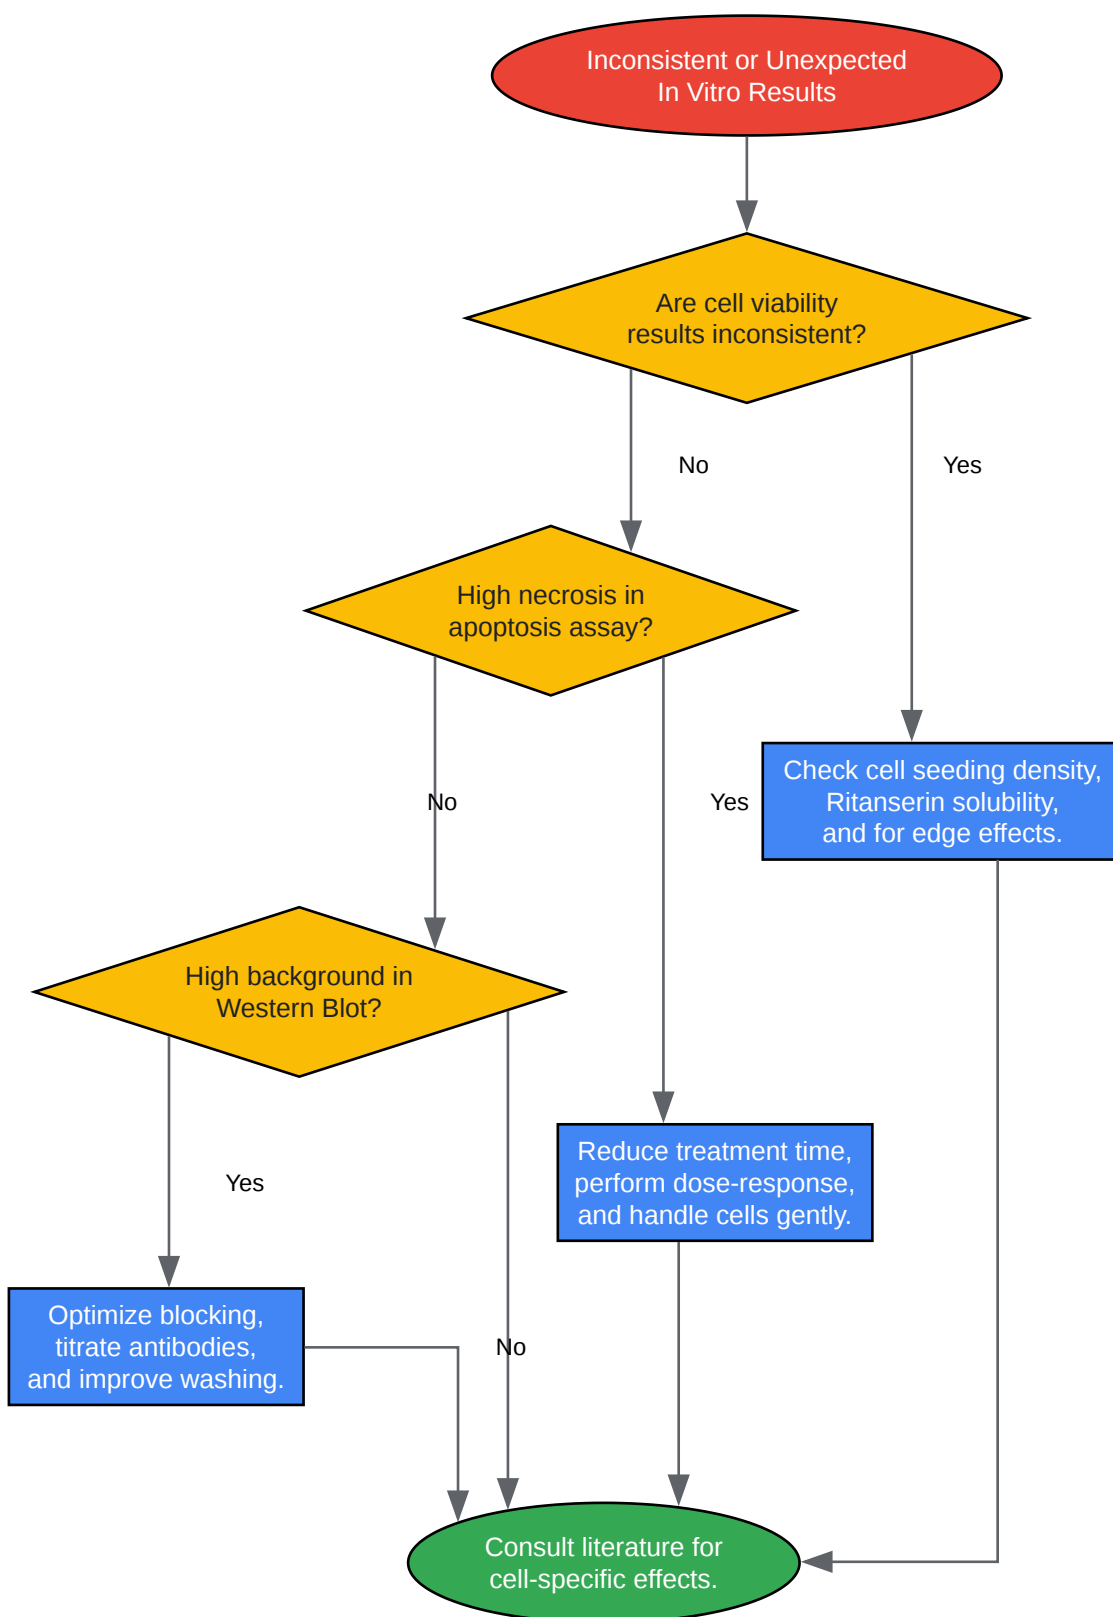 Inconsistent or Unexpected
In Vitro Results
Are cell viability
results inconsistent?
No
Yes
High necrosis in
apoptosis assay?
Check cell seeding density,
Ritanserin solubility,
and for edge effects.
No
Yes
High background in
Western Blot?
Reduce treatment time,
perform dose-response,
and handle cells gently.
Yes
Optimize blocking,
titrate antibodies,
and improve washing.
No
Consult literature for
cell-specific effects.